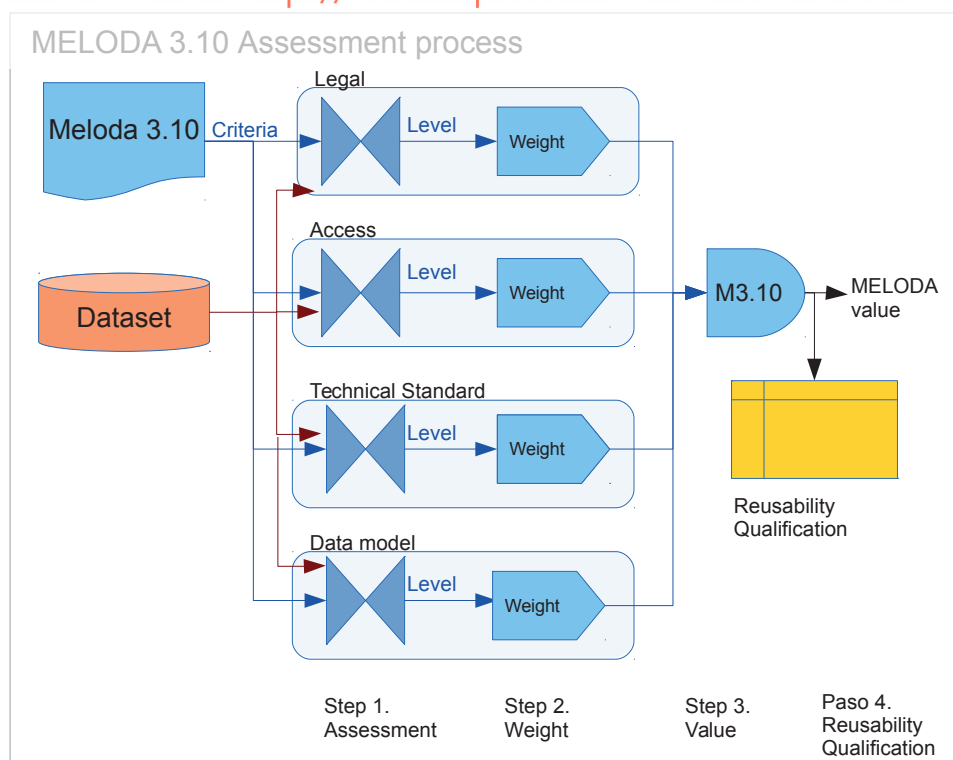 MELODA 3.10 Assessment process
Legal
Meloda 3.10
Criteria
Level
Weight
Access
Level
Weight
Dataset
M3.10
MELODA
value
Technical Standard
Level
Weight
Reusability
Qualification
Data model
Level
Weight
Step 1.
Assessment
Step 2.
Weight
Step 3.
Value
Paso 4.
Reusability
Qualification